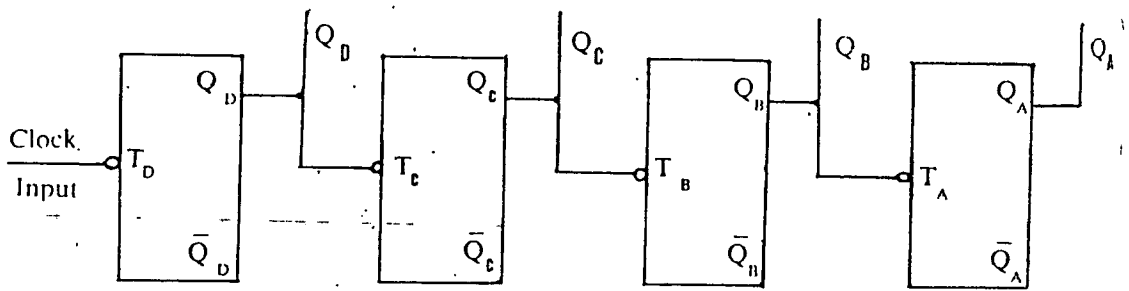 Q_D
Q_C
Q_B
Q_A
Q_D
Q_C
Q_B
Q_A
Clock
Input
T_D
T_C
T_B
T_A
Q̄_D
Q̄_C
Q̄_B
Q̄_A